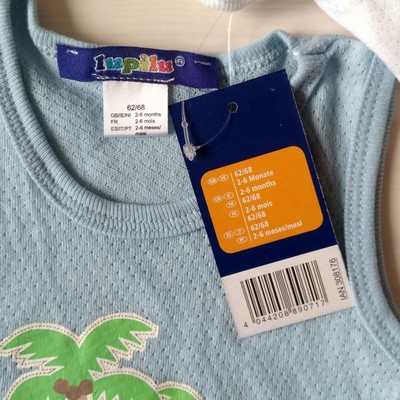 lupilu
62/68
GB/IE/NI 2-6 months
FR 2-6 mois
ES/IT/PT 2-6 meses/
mesi
62/68
2-6 Monate
62/68
2-6 months
62/68
2-6 mois
62/68
2-6 meses/mesi
4 044208 890717
IAN 308176